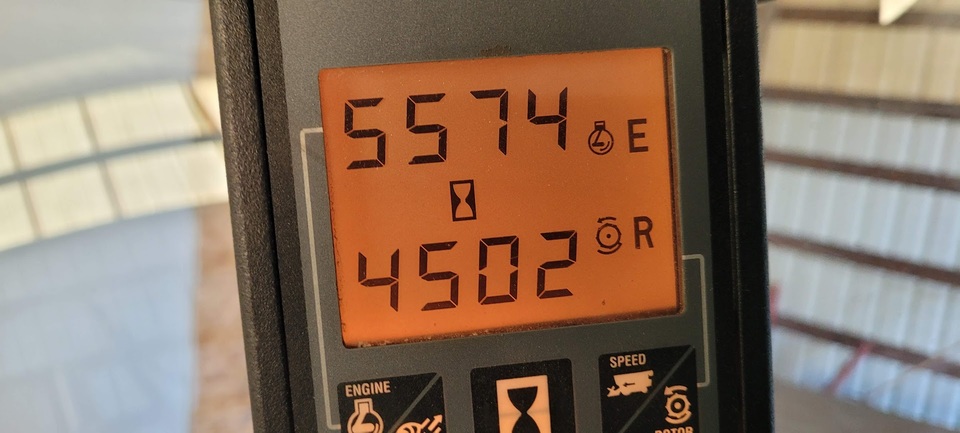 5574 E
4502 R
ENGINE
SPEED
ROTOR